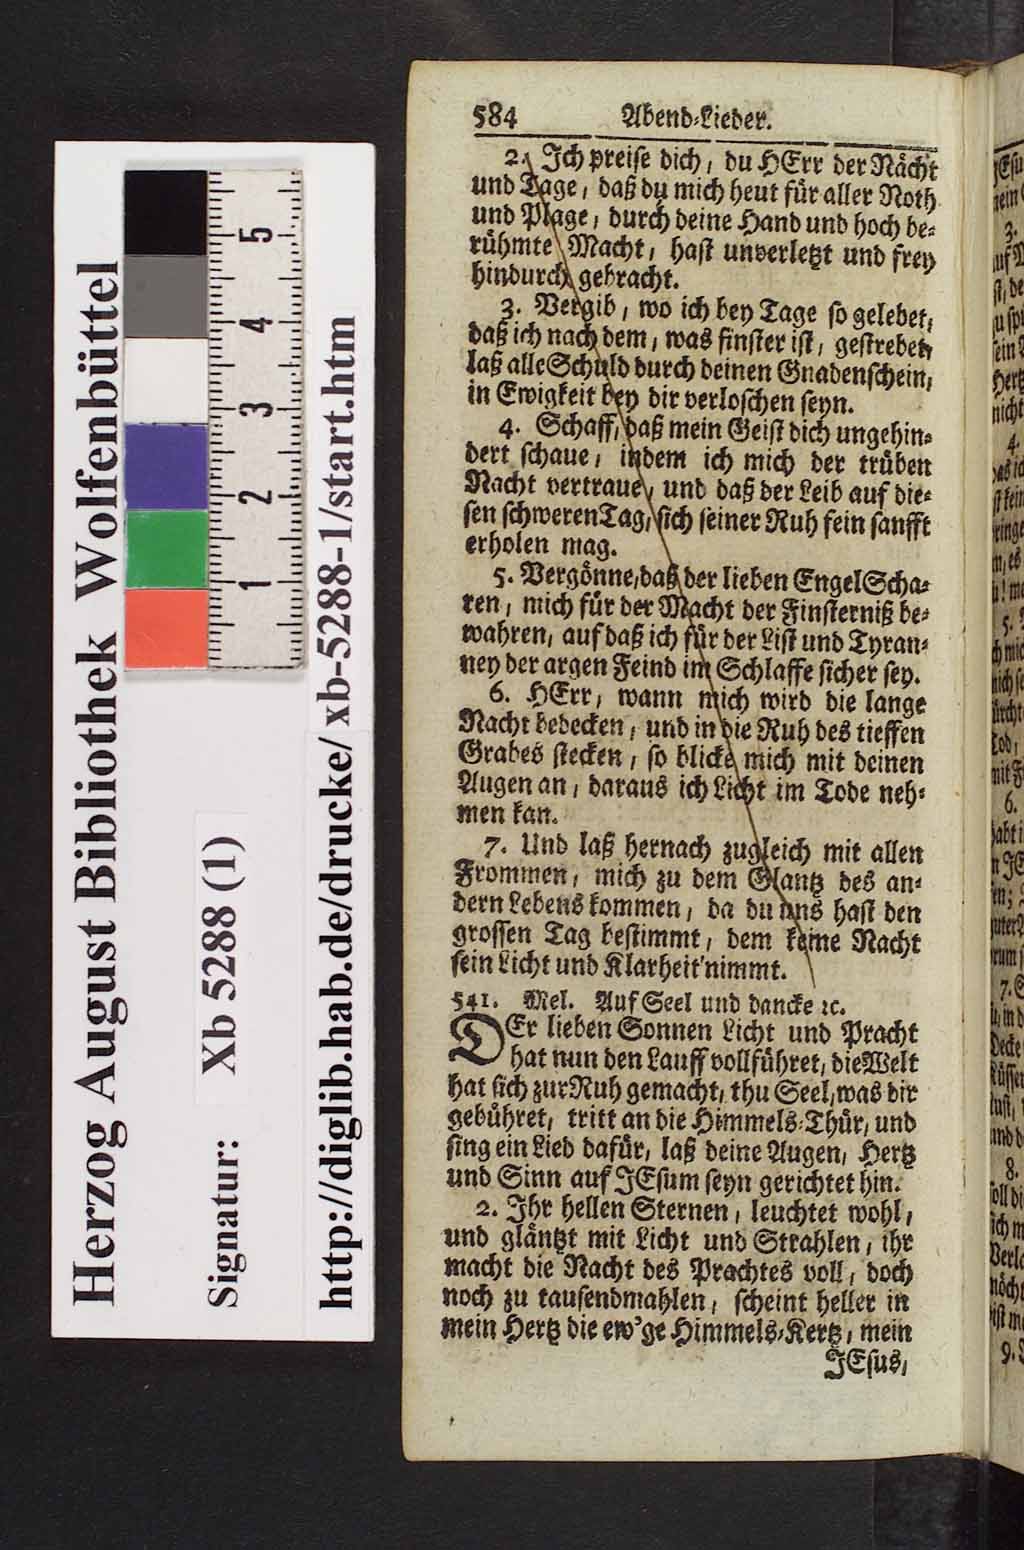 Herzog August Bibliothek Wolfenbüttel
Signatur: Xb 5288 (1)
http://diglib.hab.de/drucke/ xb-5288-1/start.htm
1 2 3 4 5
584 Abend-Lieder.
2. Ich preise dich, du HErr der Nächt
und Tage, daß du mich heut für aller Noth
und Plage, durch deine Hand und hoch be-
rühmte Macht, hast unverletzt und frey
hindurch gebracht.
3. Vergib, wo ich bey Tage so gelebet,
daß ich nach dem, was finster ist, gestrebet,
laß alle Schuld durch deinen Gnadenschein,
in Ewigkeit bey dir verloschen seyn.
4. Schaff, daß mein Geist dich ungehin-
dert schaue, indem ich mich der trüben
Nacht vertraue, und daß der Leib auf die-
sen schweren Tag, sich seiner Ruh fein sanfft
erholen mag.
5. Vergönne, daß der lieben Engel Scha-
ren, mich für der Macht der Finsterniß be-
wahren, auf daß ich für der List und Tyran-
ney der argen Feind im Schlaffe sicher sey.
6. HErr, wann mich wird die lange
Nacht bedecken, und in die Ruh des tieffen
Grabes stecken, so blicke mich mit deinen
Augen an, daraus ich Licht im Tode neh-
men kan.
7. Und laß hernach zugleich mit allen
Frommen, mich zu dem Glantz des an-
dern Lebens kommen, da du uns hast den
grossen Tag bestimmt, dem keine Nacht
sein Licht und Klarheit nimmt.
541. Mel. Auf Seel und dancke ꝛc.
DEr lieben Sonnen Licht und Pracht
hat nun den Lauff vollführet, die Welt
hat sich zur Ruh gemacht, thu Seel, was dir
gebühret, tritt an die Himmels-Thür, und
sing ein Lied dafür, laß deine Augen, Hertz
und Sinn auf JEsum seyn gerichtet hin.
2. Ihr hellen Sternen, leuchtet wohl,
und gläntzt mit Licht und Strahlen, ihr
macht die Nacht des Prachtes voll, doch
noch zu tausendmahlen, scheint heller in
mein Hertz die ew'ge Himmels-Kertz, mein
JEsus,